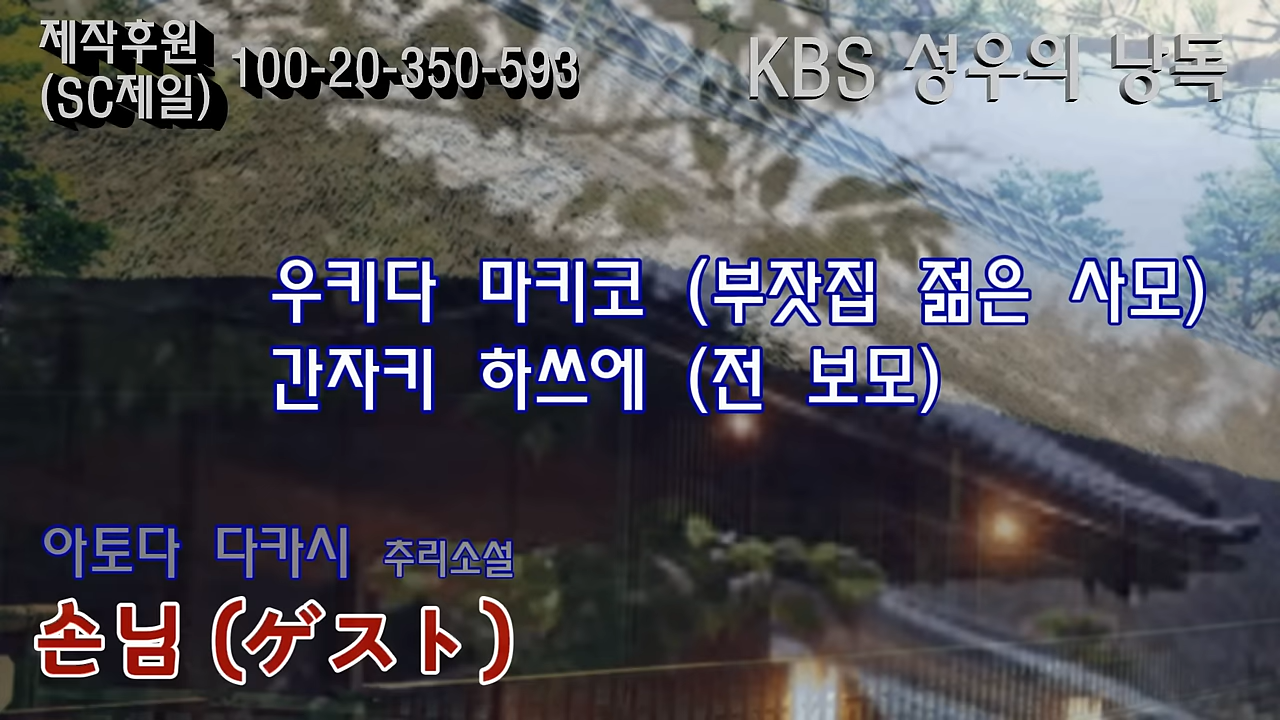 제작후원
(SC제일)
100-20-350-593
KBS 성우의 낭독
우키다 마키코 (부잣집 젊은 사모)
간자키 하쓰에 (전 보모)
아토다 다카시 추리소설
손님 (ゲスト)